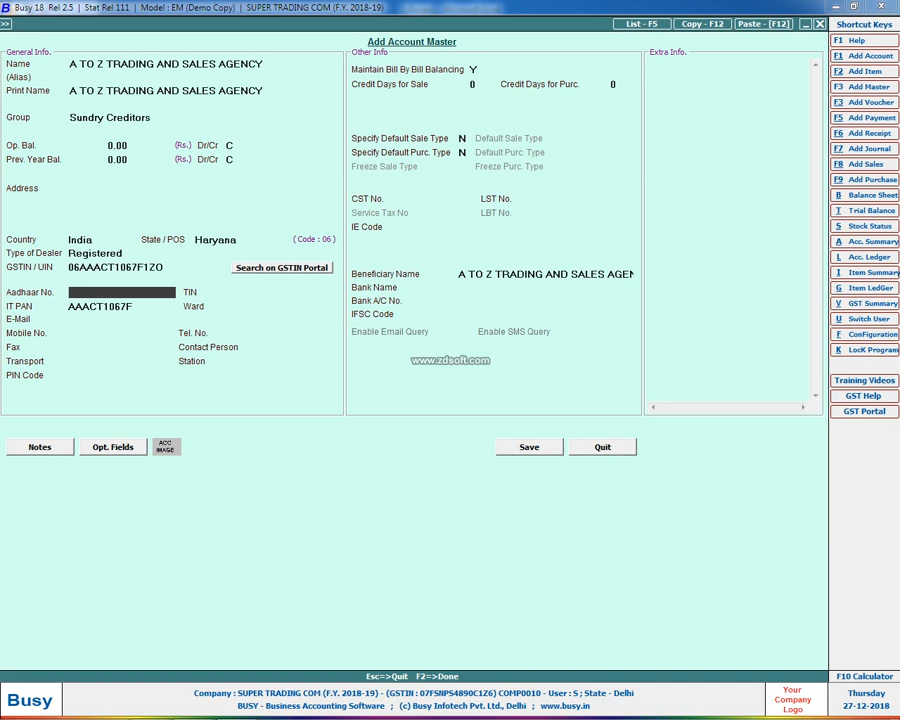 Busy 18 Rel 2.5 | Stat Rel 111 | Model : EM (Demo Copy) | SUPER TRADING COM (F.Y. 2018-19)
>> List - F5 Copy - F12 Paste - [F12]
Add Account Master
General Info.
Name A TO Z TRADING AND SALES AGENCY
(Alias)
Print Name A TO Z TRADING AND SALES AGENCY
Group Sundry Creditors
Op. Bal. 0.00 (Rs.) Dr/Cr C
Prev. Year Bal. 0.00 (Rs.) Dr/Cr C
Address
Country India State / POS Haryana (Code : 06)
Type of Dealer Registered
GSTIN / UIN 06AAACT1067F1ZO Search on GSTIN Portal
Aadhaar No. TIN
IT PAN AAACT1067F Ward
E-Mail
Mobile No. Tel. No.
Fax Contact Person
Transport Station
PIN Code
Other Info
Maintain Bill By Bill Balancing Y
Credit Days for Sale 0 Credit Days for Purc. 0
Specify Default Sale Type N Default Sale Type
Specify Default Purc. Type N Default Purc. Type
Freeze Sale Type Freeze Purc. Type
CST No. LST No.
Service Tax No LBT No.
IE Code
Beneficiary Name A TO Z TRADING AND SALES AGEN
Bank Name
Bank A/C No.
IFSC Code
Enable Email Query Enable SMS Query
www.zdsoft.com
Extra Info.
Notes Opt. Fields ACC IMAGE Save Quit
Shortcut Keys
F1 Help
F1 Add Account
F2 Add Item
F3 Add Master
F3 Add Voucher
F5 Add Payment
F6 Add Receipt
F7 Add Journal
F8 Add Sales
F9 Add Purchase
B Balance Sheet
T Trial Balance
S Stock Status
A Acc. Summary
L Acc. Ledger
I Item Summary
G Item LedGer
V GST Summary
U Switch User
F ConFiguration
K LocK Program
Training Videos
GST Help
GST Portal
Esc=>Quit F2=>Done
F10 Calculator
Busy
Company : SUPER TRADING COM (F.Y. 2018-19) - (GSTIN : 07FSNPS4890C1Z6) COMP0010 - User : S ; State - Delhi
BUSY - Business Accounting Software ; (c) Busy Infotech Pvt. Ltd., Delhi ; www.busy.in
Your
Company
Logo
Thursday
27-12-2018